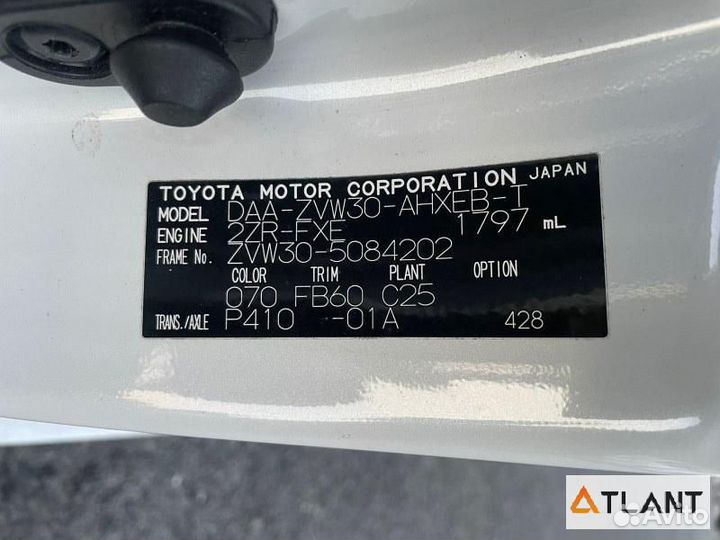 TOYOTA MOTOR CORPORATION JAPAN
MODEL DAA-ZVW30-AHXEB-T
ENGINE 2ZR-FXE 1797 mL
FRAME No. ZVW30-5084202
COLOR TRIM PLANT OPTION
070 FB60 C25
TRANS./AXLE P410 -01A 428
ATLANT
Avito